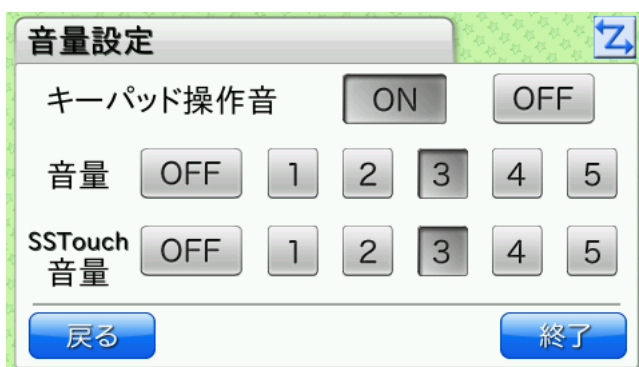 音量設定
Z
キーパッド操作音 ON OFF
音量 OFF 1 2 3 4 5
SSTouch
音量 OFF 1 2 3 4 5
戻る 終了